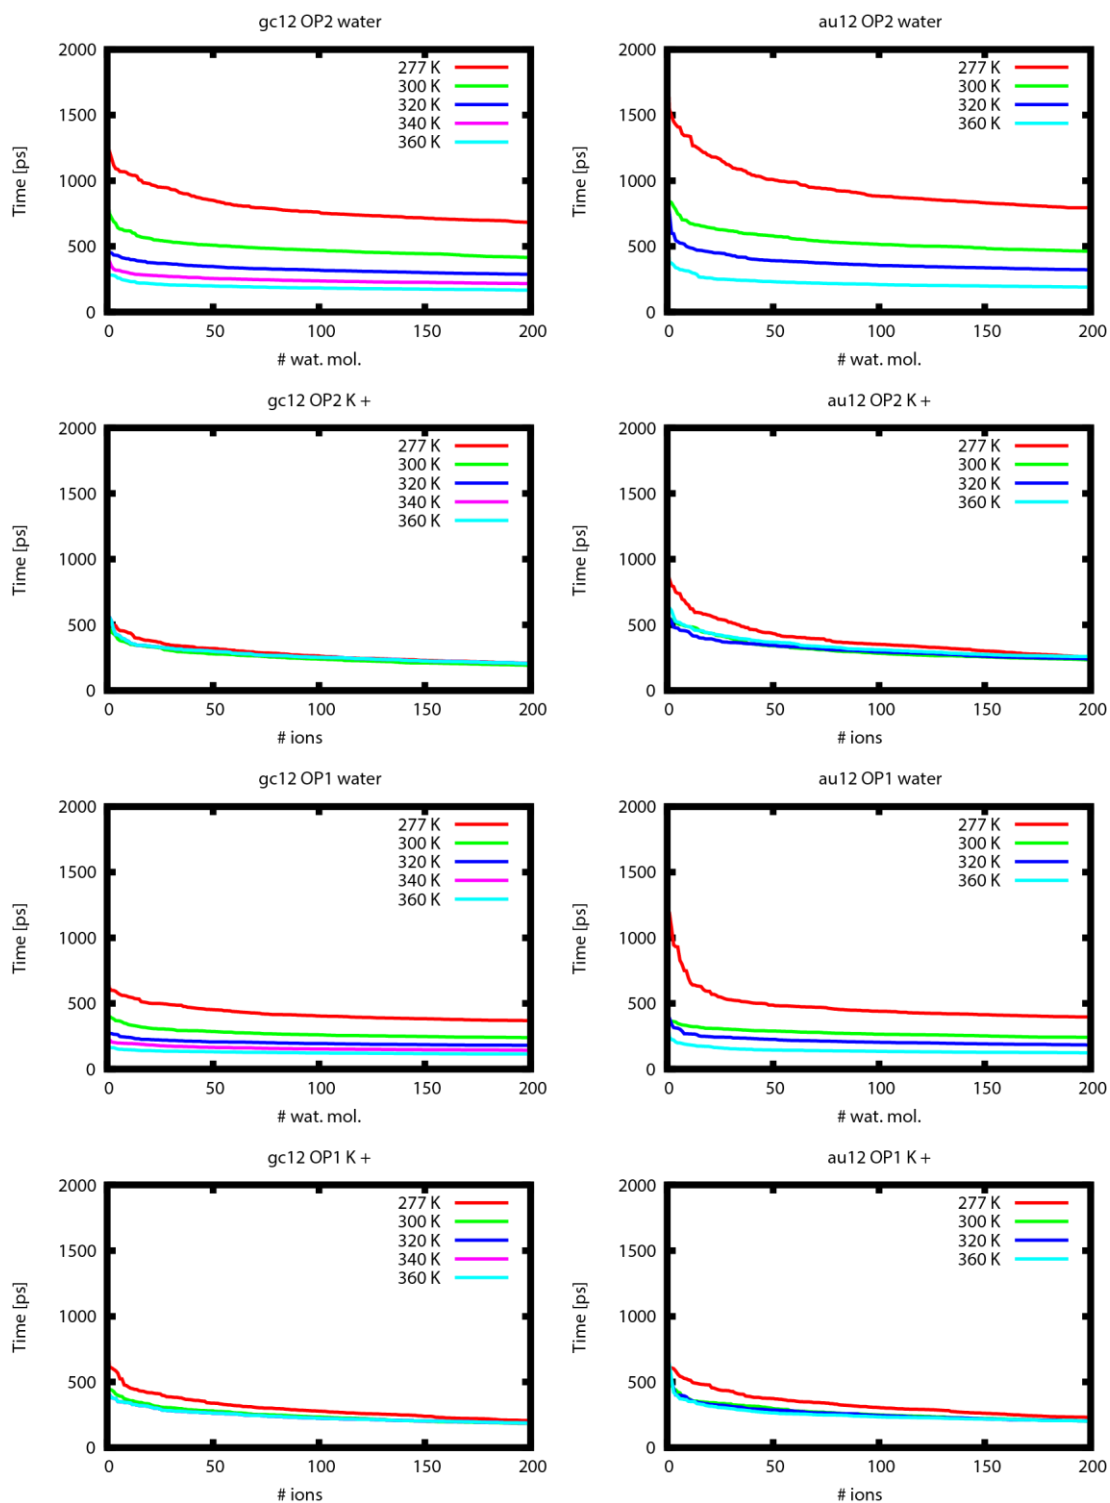 gc12 OP2 water
2000
1500
1000
500
0
Time [ps]
277 K
300 K
320 K
340 K
360 K
0 50 100 150 200
# wat. mol.
au12 OP2 water
2000
1500
1000
500
0
Time [ps]
277 K
300 K
320 K
360 K
0 50 100 150 200
# wat. mol.
gc12 OP2 K +
2000
1500
1000
500
0
Time [ps]
277 K
300 K
320 K
340 K
360 K
0 50 100 150 200
# ions
au12 OP2 K +
2000
1500
1000
500
0
Time [ps]
277 K
300 K
320 K
360 K
0 50 100 150 200
# ions
gc12 OP1 water
2000
1500
1000
500
0
Time [ps]
277 K
300 K
320 K
340 K
360 K
0 50 100 150 200
# wat. mol.
au12 OP1 water
2000
1500
1000
500
0
Time [ps]
277 K
300 K
320 K
360 K
0 50 100 150 200
# wat. mol.
gc12 OP1 K +
2000
1500
1000
500
0
Time [ps]
277 K
300 K
320 K
340 K
360 K
0 50 100 150 200
# ions
au12 OP1 K +
2000
1500
1000
500
0
Time [ps]
277 K
300 K
320 K
360 K
0 50 100 150 200
# ions